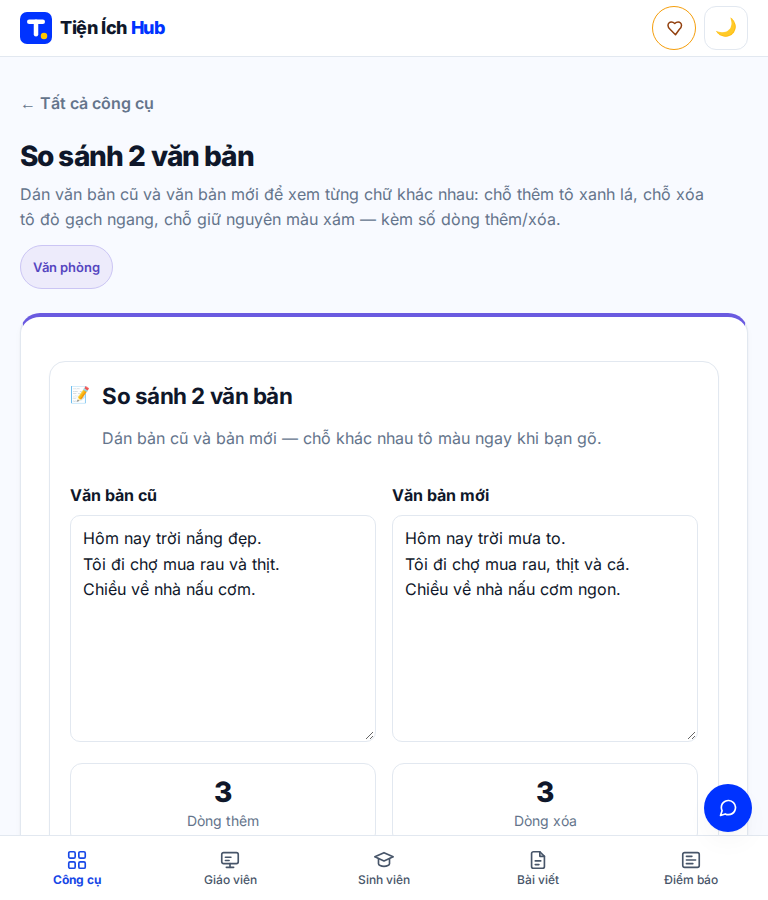 Tiện Ích Hub
← Tất cả công cụ
So sánh 2 văn bản
Dán văn bản cũ và văn bản mới để xem từng chữ khác nhau: chỗ thêm tô xanh lá, chỗ xóa
tô đỏ gạch ngang, chỗ giữ nguyên màu xám — kèm số dòng thêm/xóa.
Văn phòng
So sánh 2 văn bản
Dán bản cũ và bản mới — chỗ khác nhau tô màu ngay khi bạn gõ.
Văn bản cũ
Hôm nay trời nắng đẹp.
Tôi đi chợ mua rau và thịt.
Chiều về nhà nấu cơm.
Văn bản mới
Hôm nay trời mưa to.
Tôi đi chợ mua rau, thịt và cá.
Chiều về nhà nấu cơm ngon.
3
Dòng thêm
3
Dòng xóa
Công cụ
Giáo viên
Sinh viên
Bài viết
Điểm báo